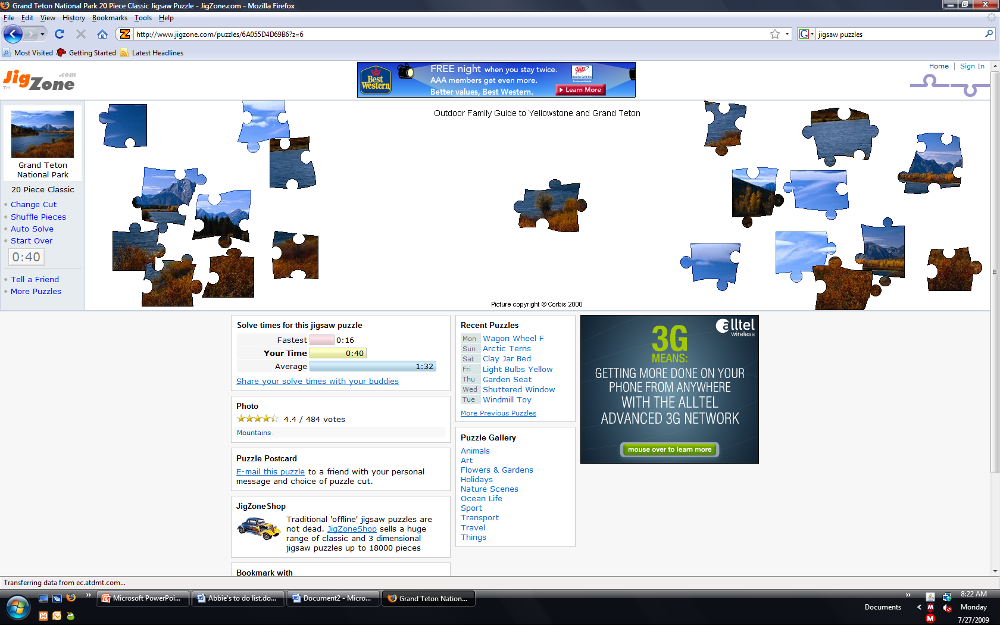 Grand Teton National Park 20 Piece Classic Jigsaw Puzzle - JigZone.com - Mozilla Firefox
File Edit View History Bookmarks Tools Help
http://www.jigzone.com/puzzles/6A055D4D69B6?z=6
jigsaw puzzles
Most Visited Getting Started Latest Headlines
JigZone.com
TM
Best Western
FREE night when you stay twice.
AAA members get even more.
Better values, Best Western.
Learn More
Home | Sign In
Grand Teton
National Park
20 Piece Classic
Change Cut
Shuffle Pieces
Auto Solve
Start Over
0:40
Tell a Friend
More Puzzles
Outdoor Family Guide to Yellowstone and Grand Teton
Picture copyright © Corbis 2000
Solve times for this jigsaw puzzle
Fastest 0:16
Your Time 0:40
Average 1:32
Share your solve times with your buddies
Photo
4.4 / 484 votes
Mountains
Puzzle Postcard
E-mail this puzzle to a friend with your personal
message and choice of puzzle cut.
JigZoneShop
Traditional 'offline' jigsaw puzzles are
not dead. JigZoneShop sells a huge
range of classic and 3 dimensional
jigsaw puzzles up to 18000 pieces
Bookmark with
Recent Puzzles
Mon Wagon Wheel F
Sun Arctic Terns
Sat Clay Jar Bed
Fri Light Bulbs Yellow
Thu Garden Seat
Wed Shuttered Window
Tue Windmill Toy
More Previous Puzzles
Puzzle Gallery
Animals
Art
Flowers & Gardens
Holidays
Nature Scenes
Ocean Life
Sport
Transport
Travel
Things
alltel
wireless
3G
MEANS:
GETTING MORE DONE ON YOUR
PHONE FROM ANYWHERE
WITH THE ALLTEL
ADVANCED 3G NETWORK
mouse over to learn more
Transferring data from ec.atdmt.com...
Microsoft PowerPoi... Abbie's to do list.do... Document2 - Micro... Grand Teton Nation...
Documents
8:22 AM
Monday
7/27/2009